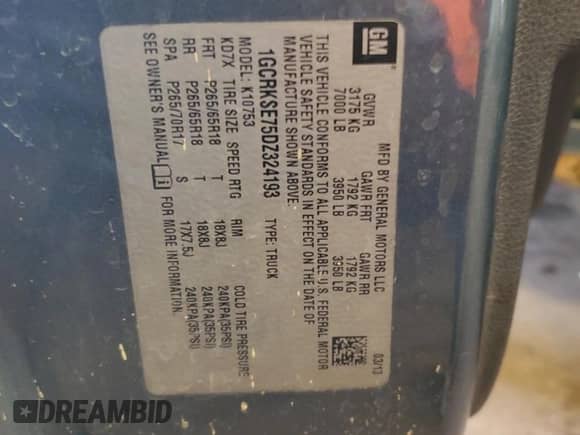 GM
MFD BY GENERAL MOTORS LLC
03/13
GVWR GAWR FRT GAWR RR
3175 KG 1792 KG 1792 KG
7000 LB 3950 LB 3950 LB
THIS VEHICLE CONFORMS TO ALL APPLICABLE U.S. FEDERAL MOTOR
VEHICLE SAFETY STANDARDS IN EFFECT ON THE DATE OF
MANUFACTURE SHOWN ABOVE.
1GCRKSE75DZ324193 TYPE: TRUCK
MODEL: K10753
KD7X TIRE SIZE SPEED RTG RIM COLD TIRE PRESSURE
FRT P265/65R18 T 18X8J 240KPA(35PSI)
RR P265/65R18 T 18X8J 240KPA(35PSI)
SPA P265/70R17 S 17X7.5J 240KPA(35PSI)
SEE OWNER'S MANUAL FOR MORE INFORMATION.
DREAMBID